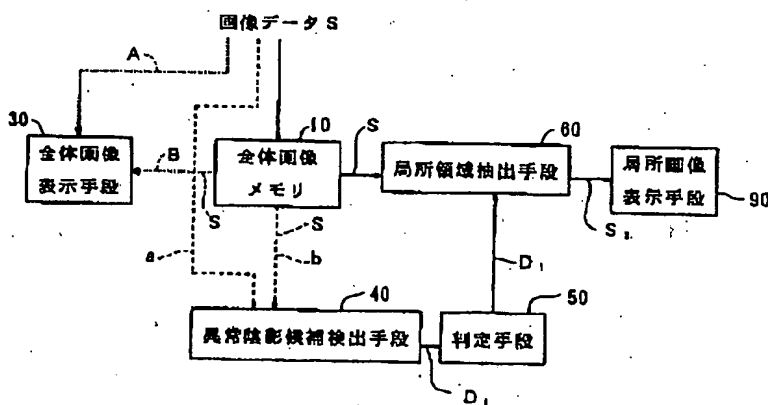 画像データS
A
30
全体画像
表示手段
B
S
10
全体画像
メモリ
S
60
局所領域抽出手段
局所画像
表示手段
90
S
a
S
b
D₁
40
異常陰影候補検出手段
50
判定手段
D₁